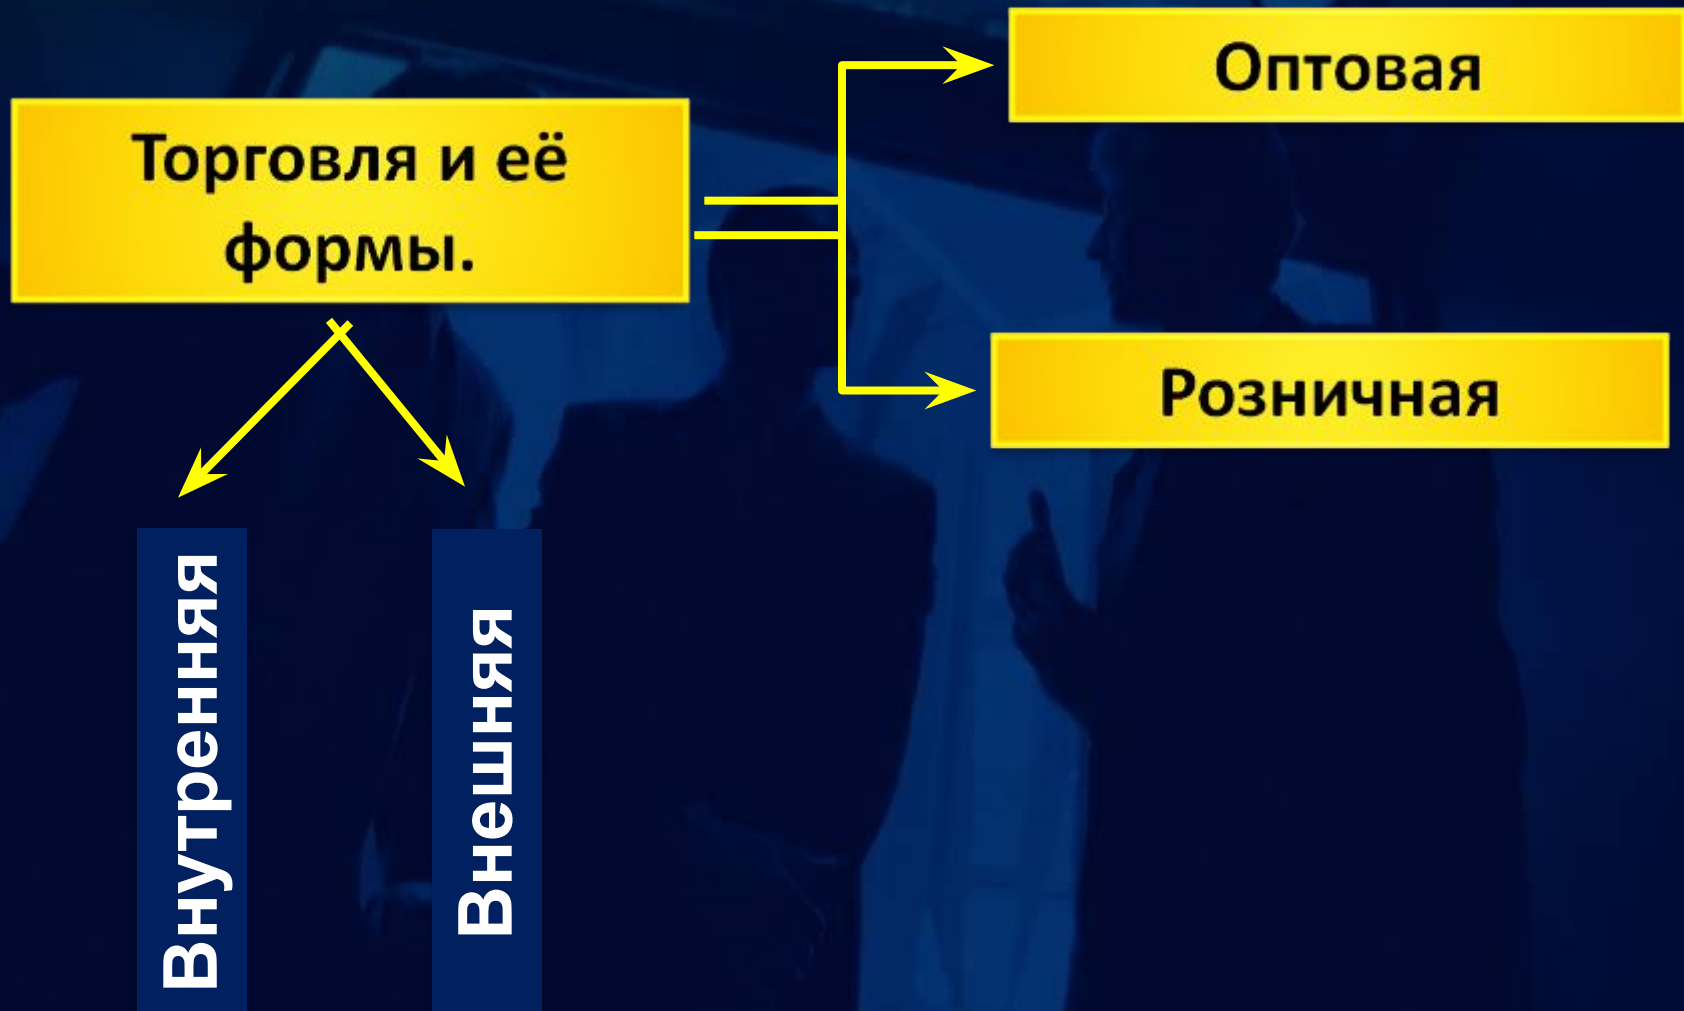 Оптовая
Торговля и её
формы.
Розничная
Внутренняя
Внешняя